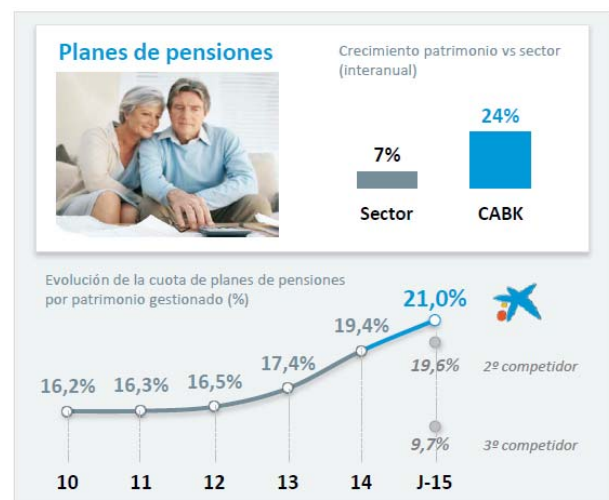 Planes de pensiones
Crecimiento patrimonio vs sector
(interanual)
24%
7%
Sector
CABK
Evolución de la cuota de planes de pensiones
por patrimonio gestionado (%)
21,0%
19,4%
17,4%
16,5%
16,3%
16,2%
19,6%
2º competidor
9,7%
3º competidor
10
11
12
13
14
J-15